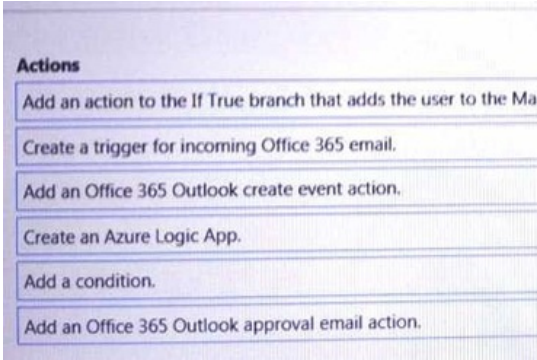 Actions
Add an action to the If True branch that adds the user to the Ma
Create a trigger for incoming Office 365 email.
Add an Office 365 Outlook create event action.
Create an Azure Logic App.
Add a condition.
Add an Office 365 Outlook approval email action.